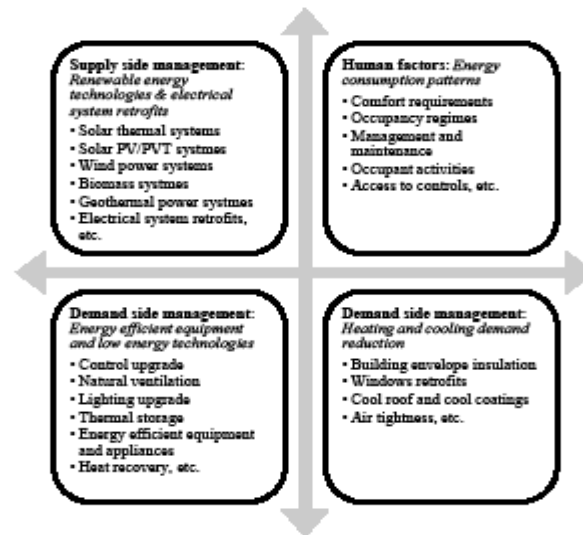 Supply side management:
Renewable energy
technologies & electrical
system retrofits
• Solar thermal systems
• Solar PV/PVT systmes
• Wind power systems
• Biomass systmes
• Geothermal power systmes
• Electrical system retrofits,
etc.
Human factors: Energy
consumption patterns
• Comfort requirements
• Occupancy regimes
• Management and
maintenance
• Occupant activities
• Access to controls, etc.
Demand side management:
Energy efficient equipment
and low energy technologies
• Control upgrade
• Natural ventilation
• Lighting upgrade
• Thermal storage
• Energy efficient equipment
and appliances
• Heat recovery, etc.
Demand side management:
Heating and cooling demand
reduction
• Building envelope insulation
• Windows retrofits
• Cool roof and cool coatings
• Air tightness, etc.